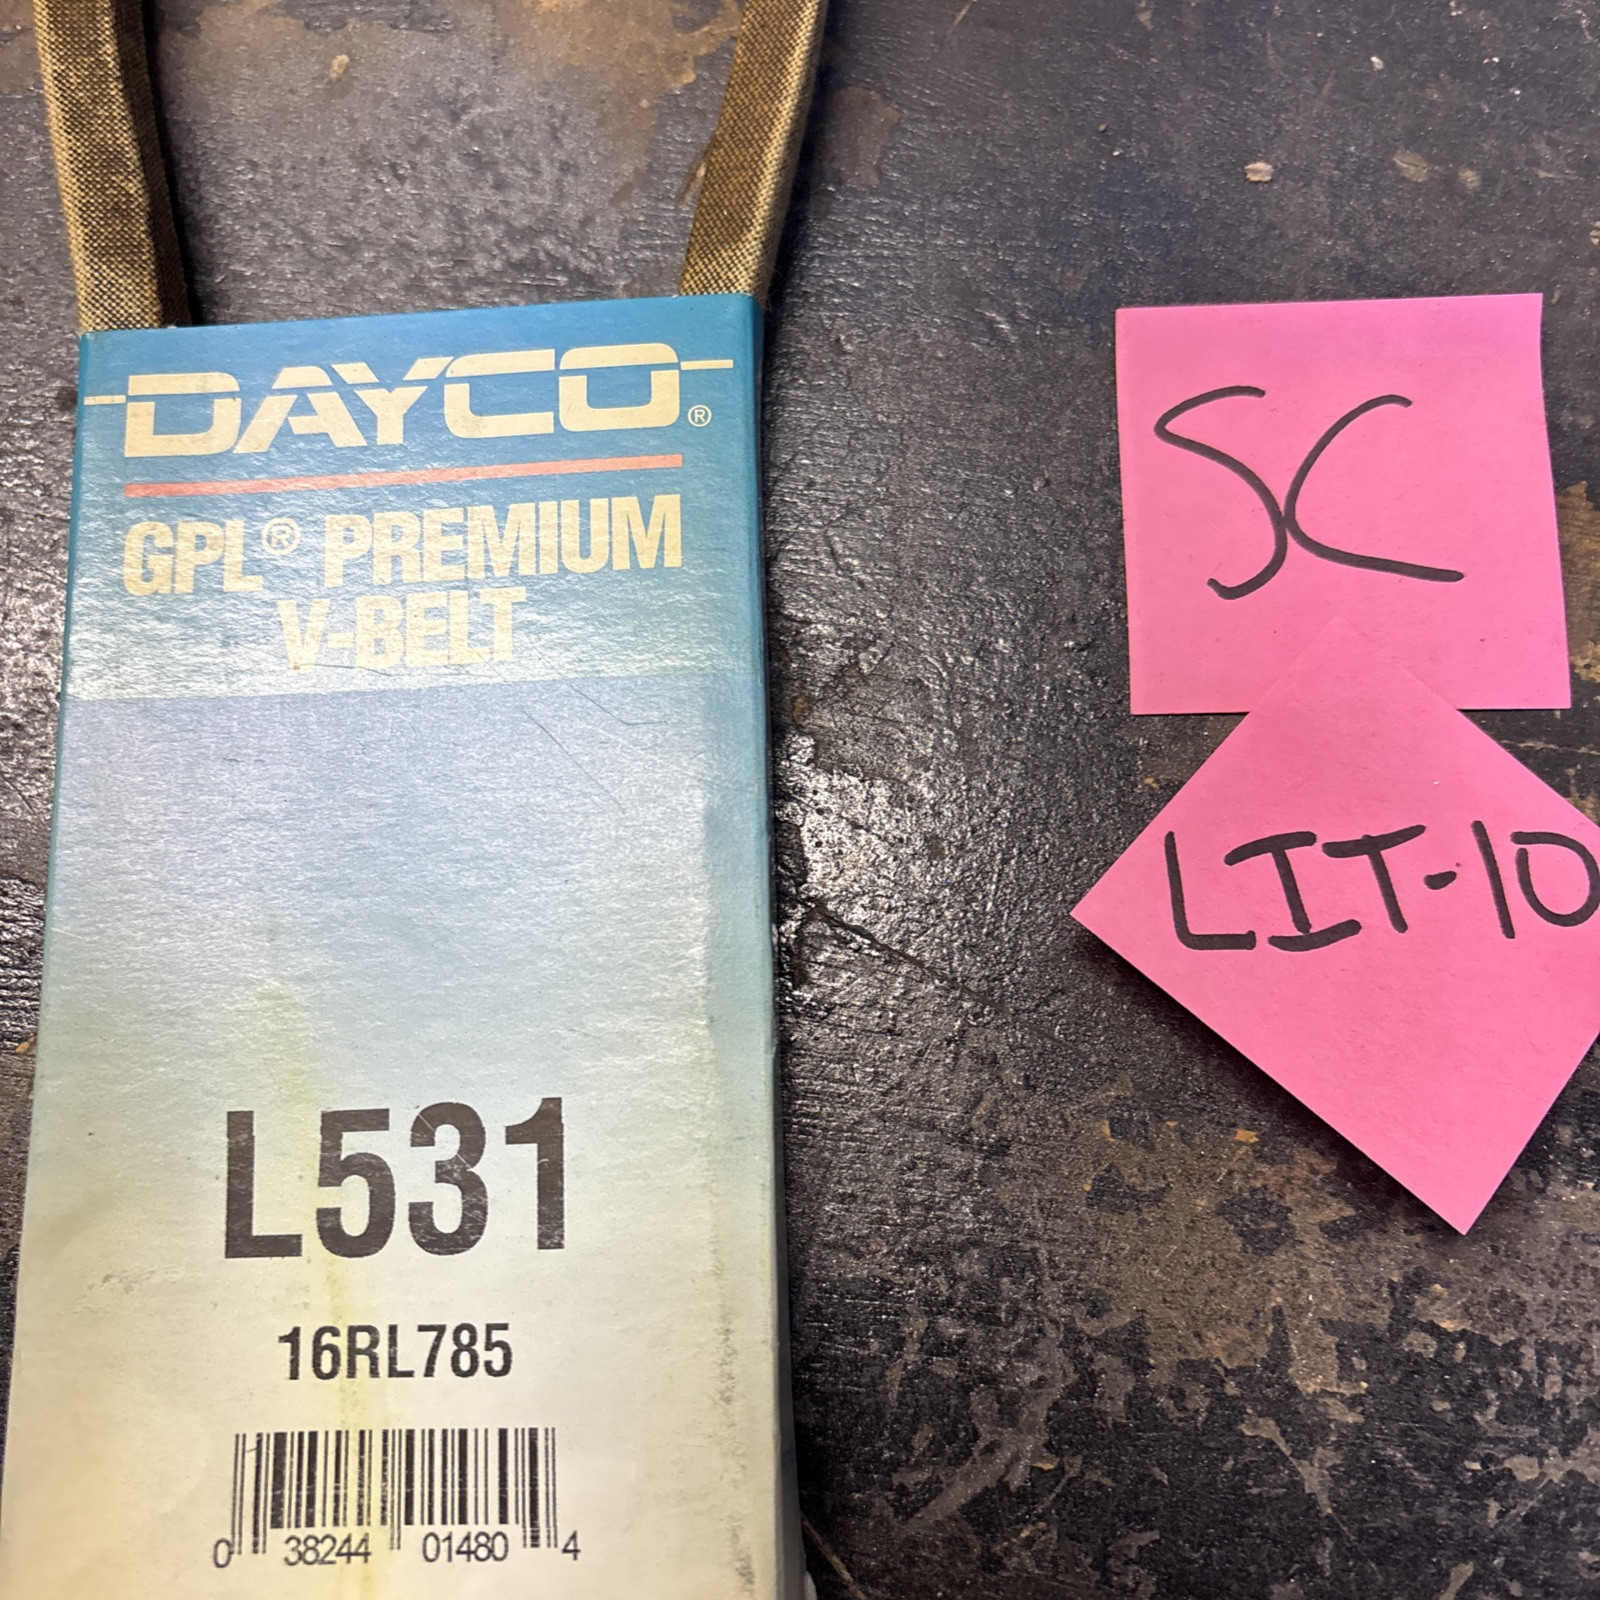 DAYCO®
GPL® PREMIUM
V-BELT
L531
16RL785
0 38244 01480 4
SC
LIT-10